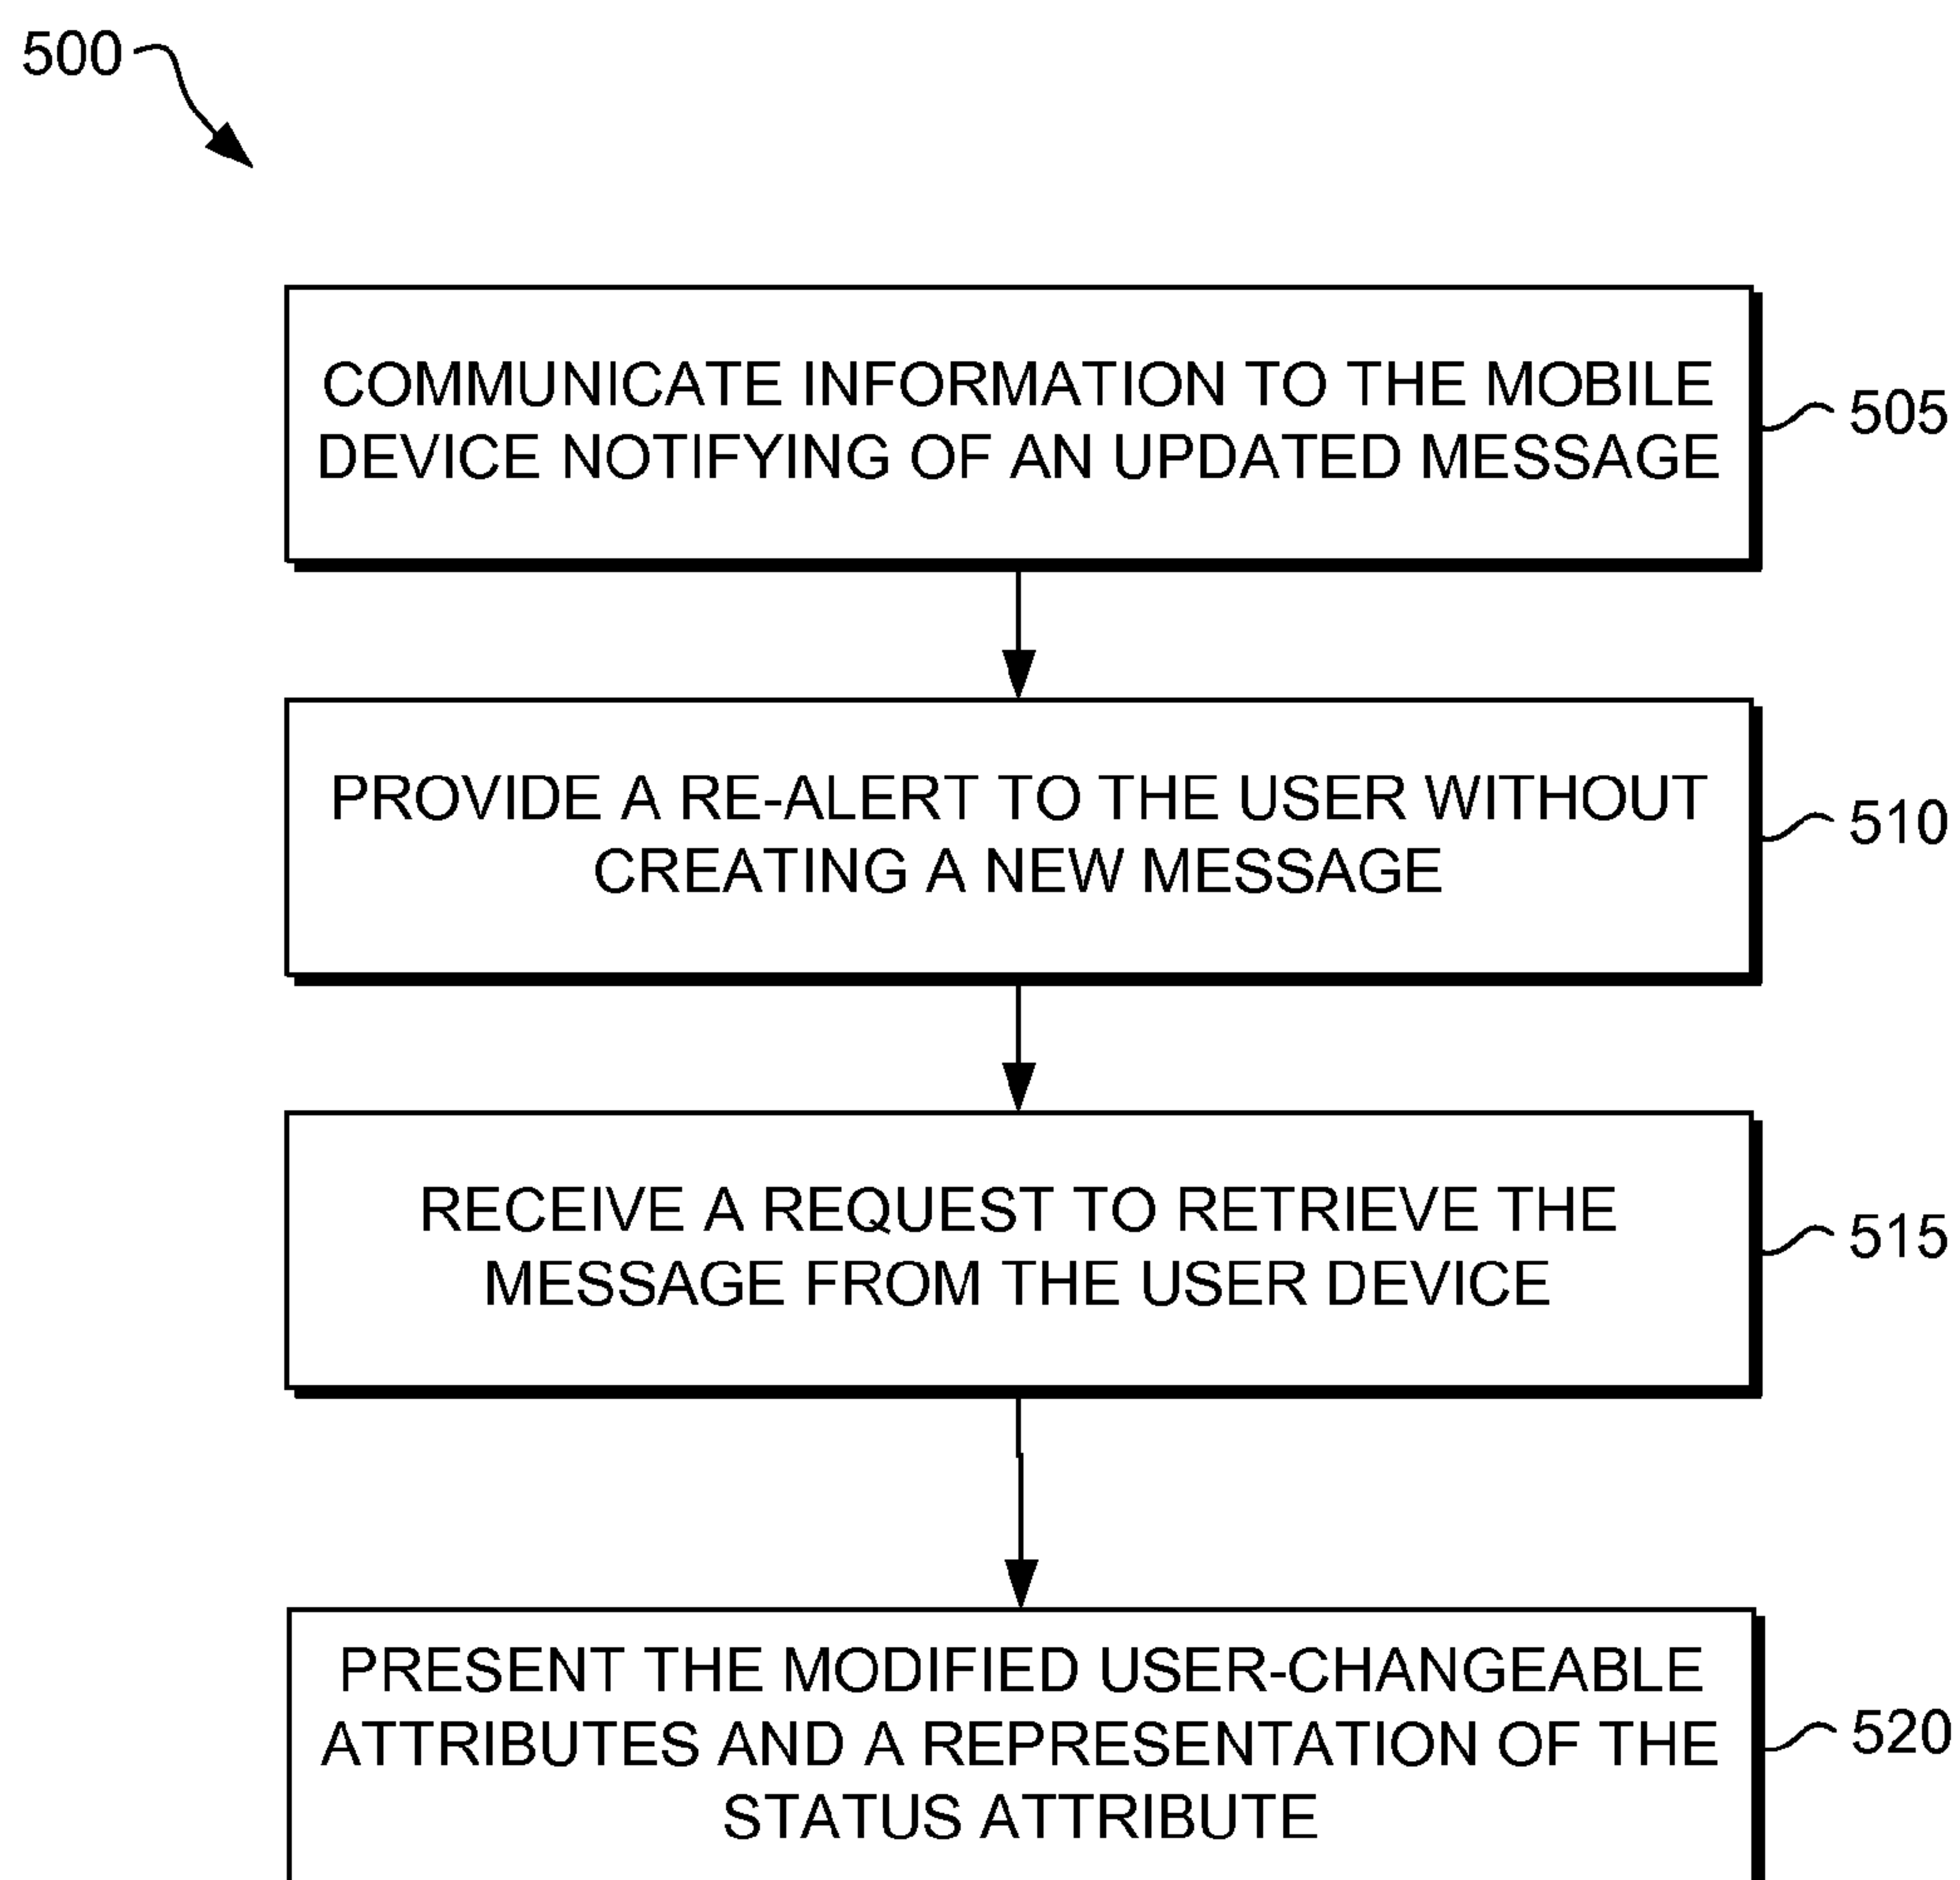 500
COMMUNICATE INFORMATION TO THE MOBILE
DEVICE NOTIFYING OF AN UPDATED MESSAGE
505
PROVIDE A RE-ALERT TO THE USER WITHOUT
CREATING A NEW MESSAGE
510
RECEIVE A REQUEST TO RETRIEVE THE
MESSAGE FROM THE USER DEVICE
515
PRESENT THE MODIFIED USER-CHANGEABLE
ATTRIBUTES AND A REPRESENTATION OF THE
STATUS ATTRIBUTE
520